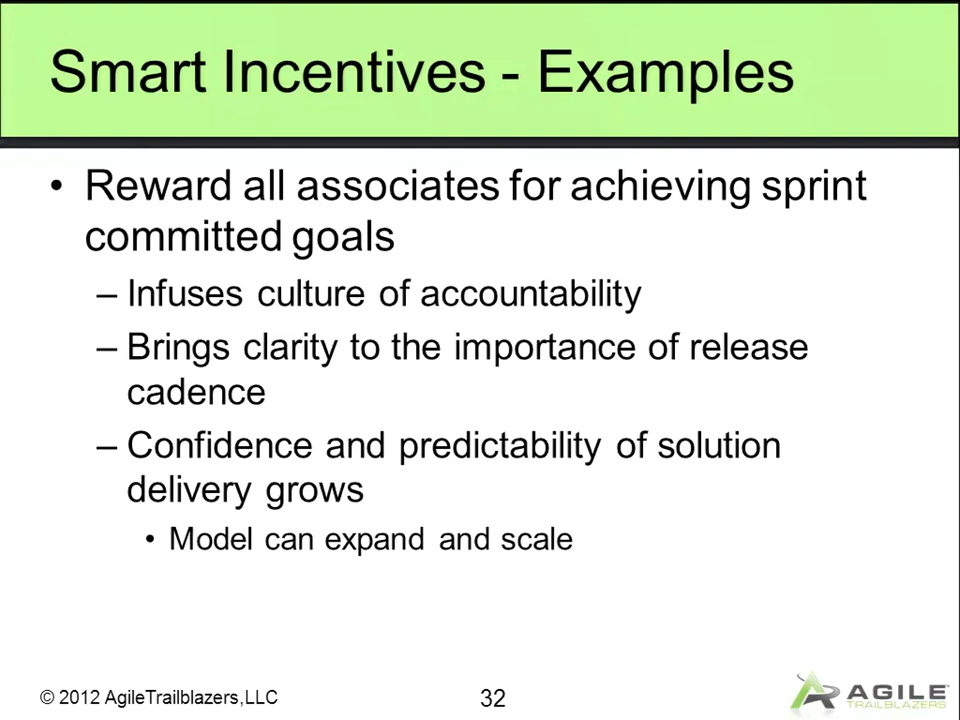 Smart Incentives - Examples
• Reward all associates for achieving sprint
committed goals
– Infuses culture of accountability
– Brings clarity to the importance of release
cadence
– Confidence and predictability of solution
delivery grows
• Model can expand and scale
© 2012 AgileTrailblazers,LLC
32
AGILE
TRAILBLAZERS